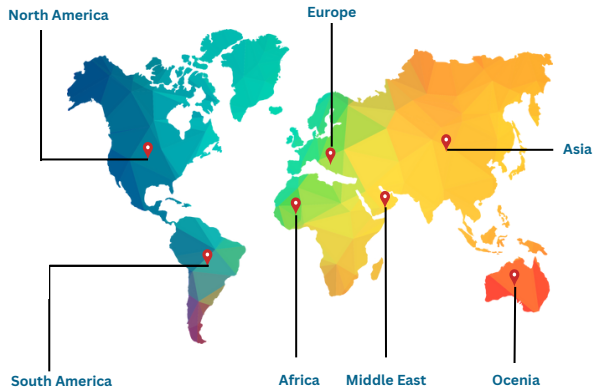 North America
Europe
Asia
South America
Africa
Middle East
Ocenia